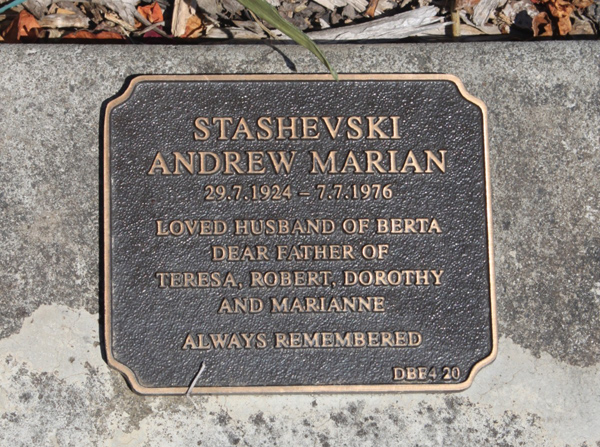 STASHEVSKI
ANDREW MARIAN
29.7.1924 – 7.7.1976
LOVED HUSBAND OF BERTA
DEAR FATHER OF
TERESA, ROBERT, DOROTHY
AND MARIANNE
ALWAYS REMEMBERED
DBF4 20